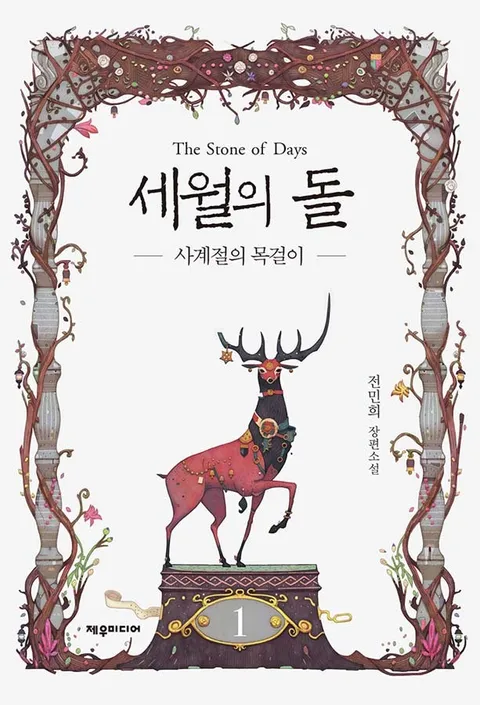 The Stone of Days
세월의 돌
사계절의 목걸이
전민희 장편소설
1
제우미디어